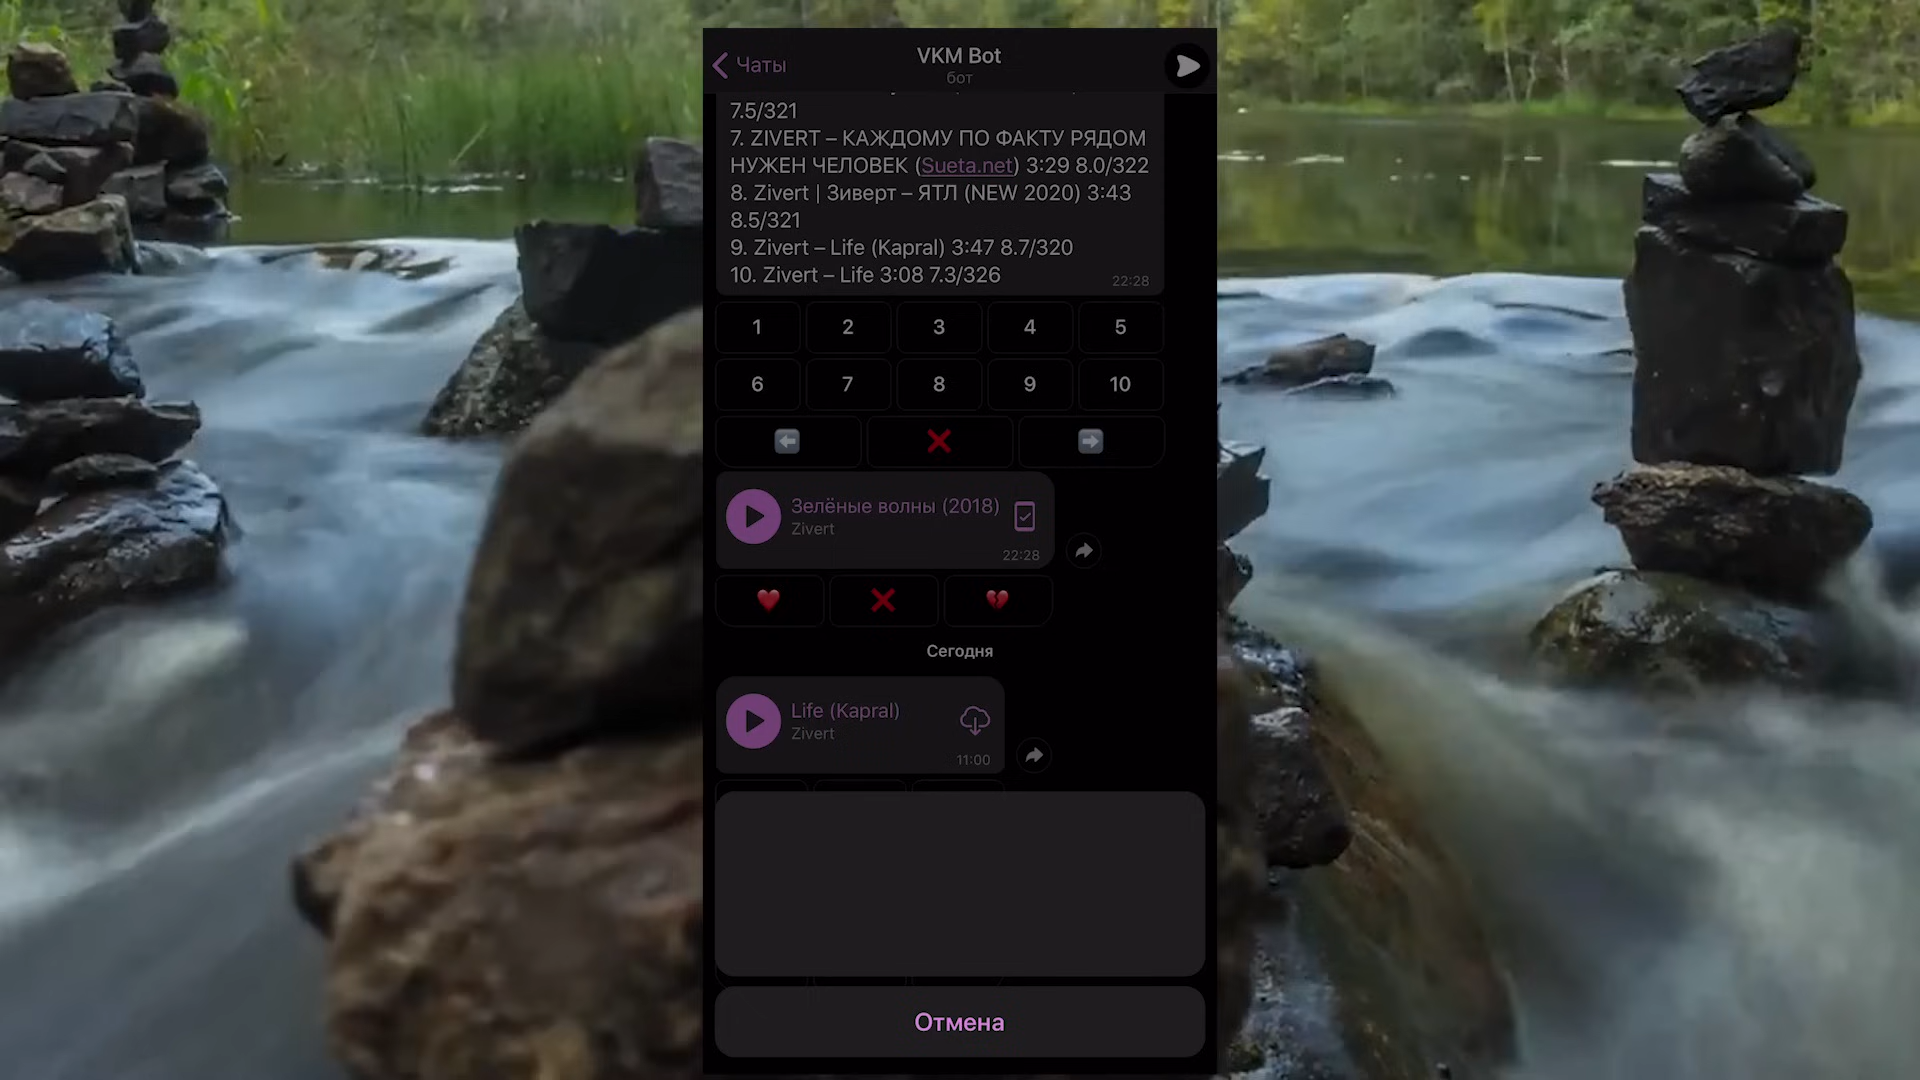 Чаты
VKM Bot
бот
7.5/321
7. ZIVERT – КАЖДОМУ ПО ФАКТУ РЯДОМ
НУЖЕН ЧЕЛОВЕК (Sueta.net) 3:29 8.0/322
8. Zivert | Зиверт – ЯТЛ (NEW 2020) 3:43
8.5/321
9. Zivert – Life (Kapral) 3:47 8.7/320
10. Zivert – Life 3:08 7.3/326
22:28
1 2 3 4 5
6 7 8 9 10
Зелёные волны (2018)
Zivert
22:28
Сегодня
Life (Kapral)
Zivert
11:00
Отмена